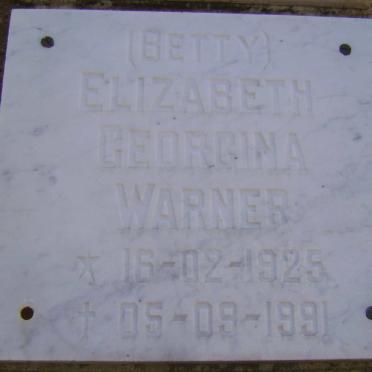 (BETTY)
ELIZABETH
GEORGINA
WARNER
* 16-02-1925
† 05-09-1991